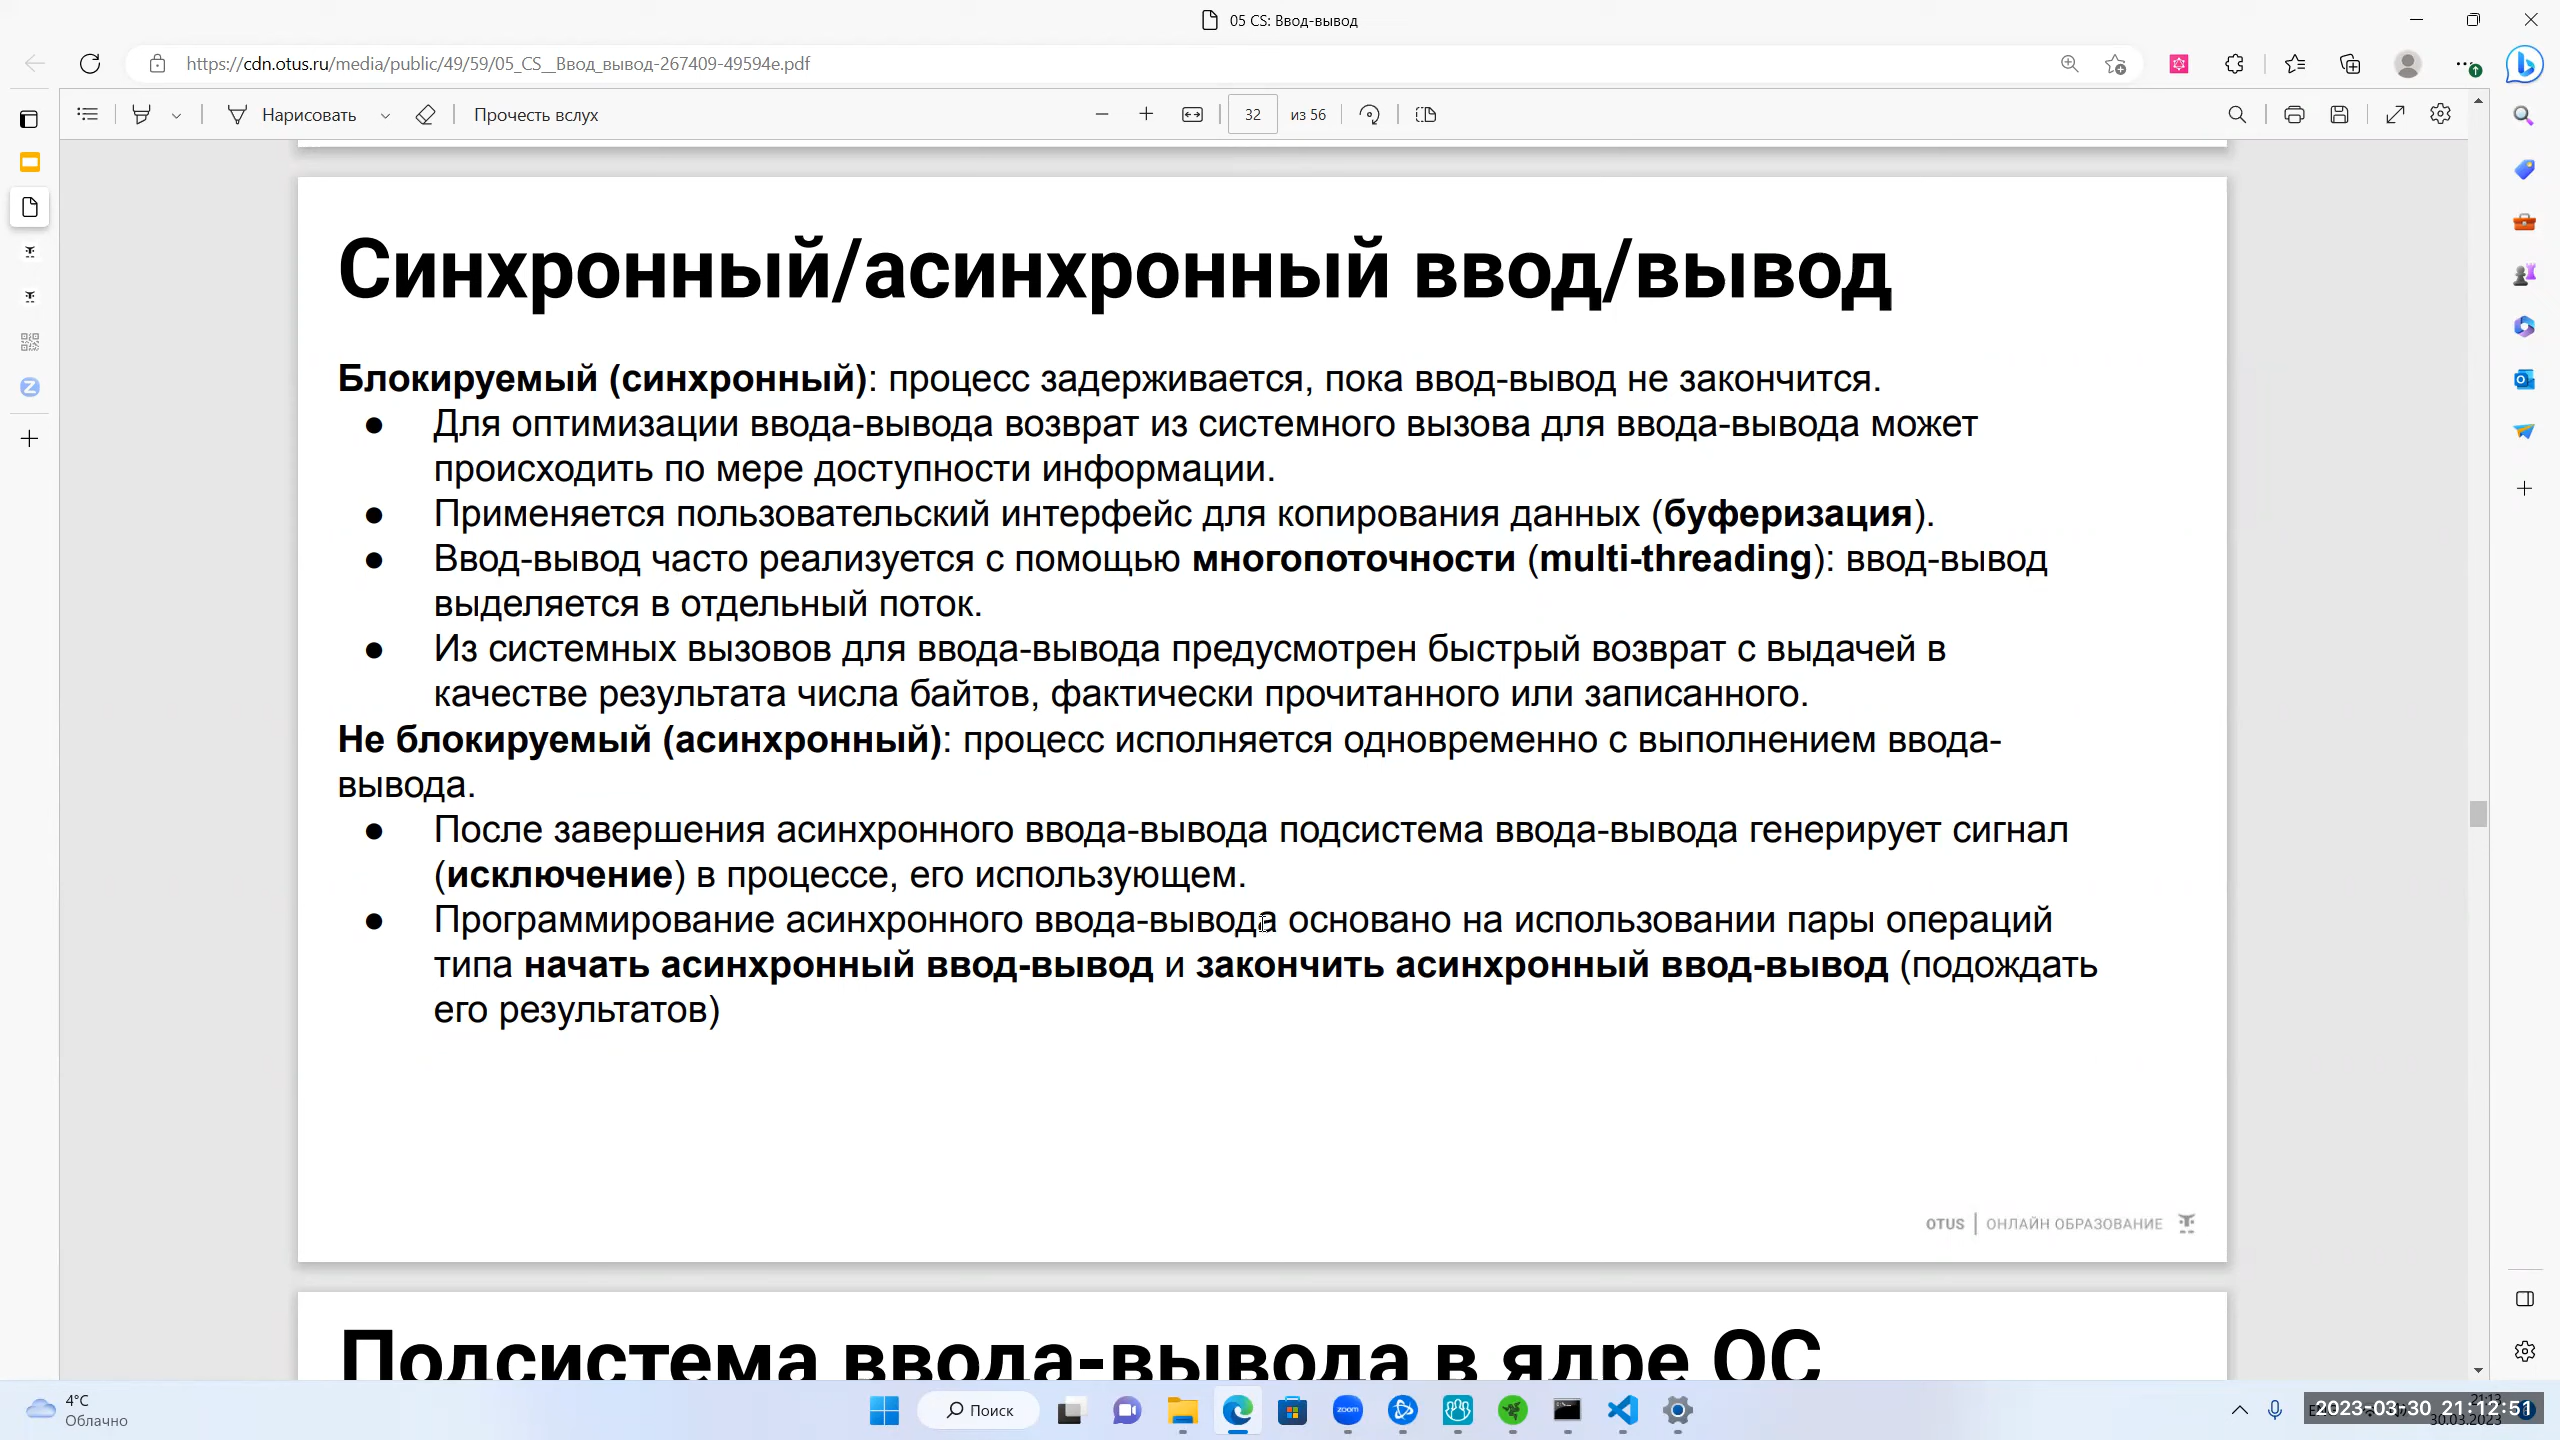 05 CS: Ввод-вывод
https://cdn.otus.ru/media/public/49/59/05_CS__Ввод_вывод-267409-49594e.pdf
Нарисовать
Прочесть вслух
32 из 56
Синхронный/асинхронный ввод/вывод
Блокируемый (синхронный): процесс задерживается, пока ввод-вывод не закончится.
● Для оптимизации ввода-вывода возврат из системного вызова для ввода-вывода может
происходить по мере доступности информации.
● Применяется пользовательский интерфейс для копирования данных (буферизация).
● Ввод-вывод часто реализуется с помощью многопоточности (multi-threading): ввод-вывод
выделяется в отдельный поток.
● Из системных вызовов для ввода-вывода предусмотрен быстрый возврат с выдачей в
качестве результата числа байтов, фактически прочитанного или записанного.
Не блокируемый (асинхронный): процесс исполняется одновременно с выполнением ввода-
вывода.
● После завершения асинхронного ввода-вывода подсистема ввода-вывода генерирует сигнал
(исключение) в процессе, его использующем.
● Программирование асинхронного ввода-вывода основано на использовании пары операций
типа начать асинхронный ввод-вывод и закончить асинхронный ввод-вывод (подождать
его результатов)
OTUS | ОНЛАЙН ОБРАЗОВАНИЕ
Подсистема ввода-вывода в ядре ОС
4°C
Облачно
Поиск
zoom
21:13
2023-03-30 21:12:51
30.03.2023